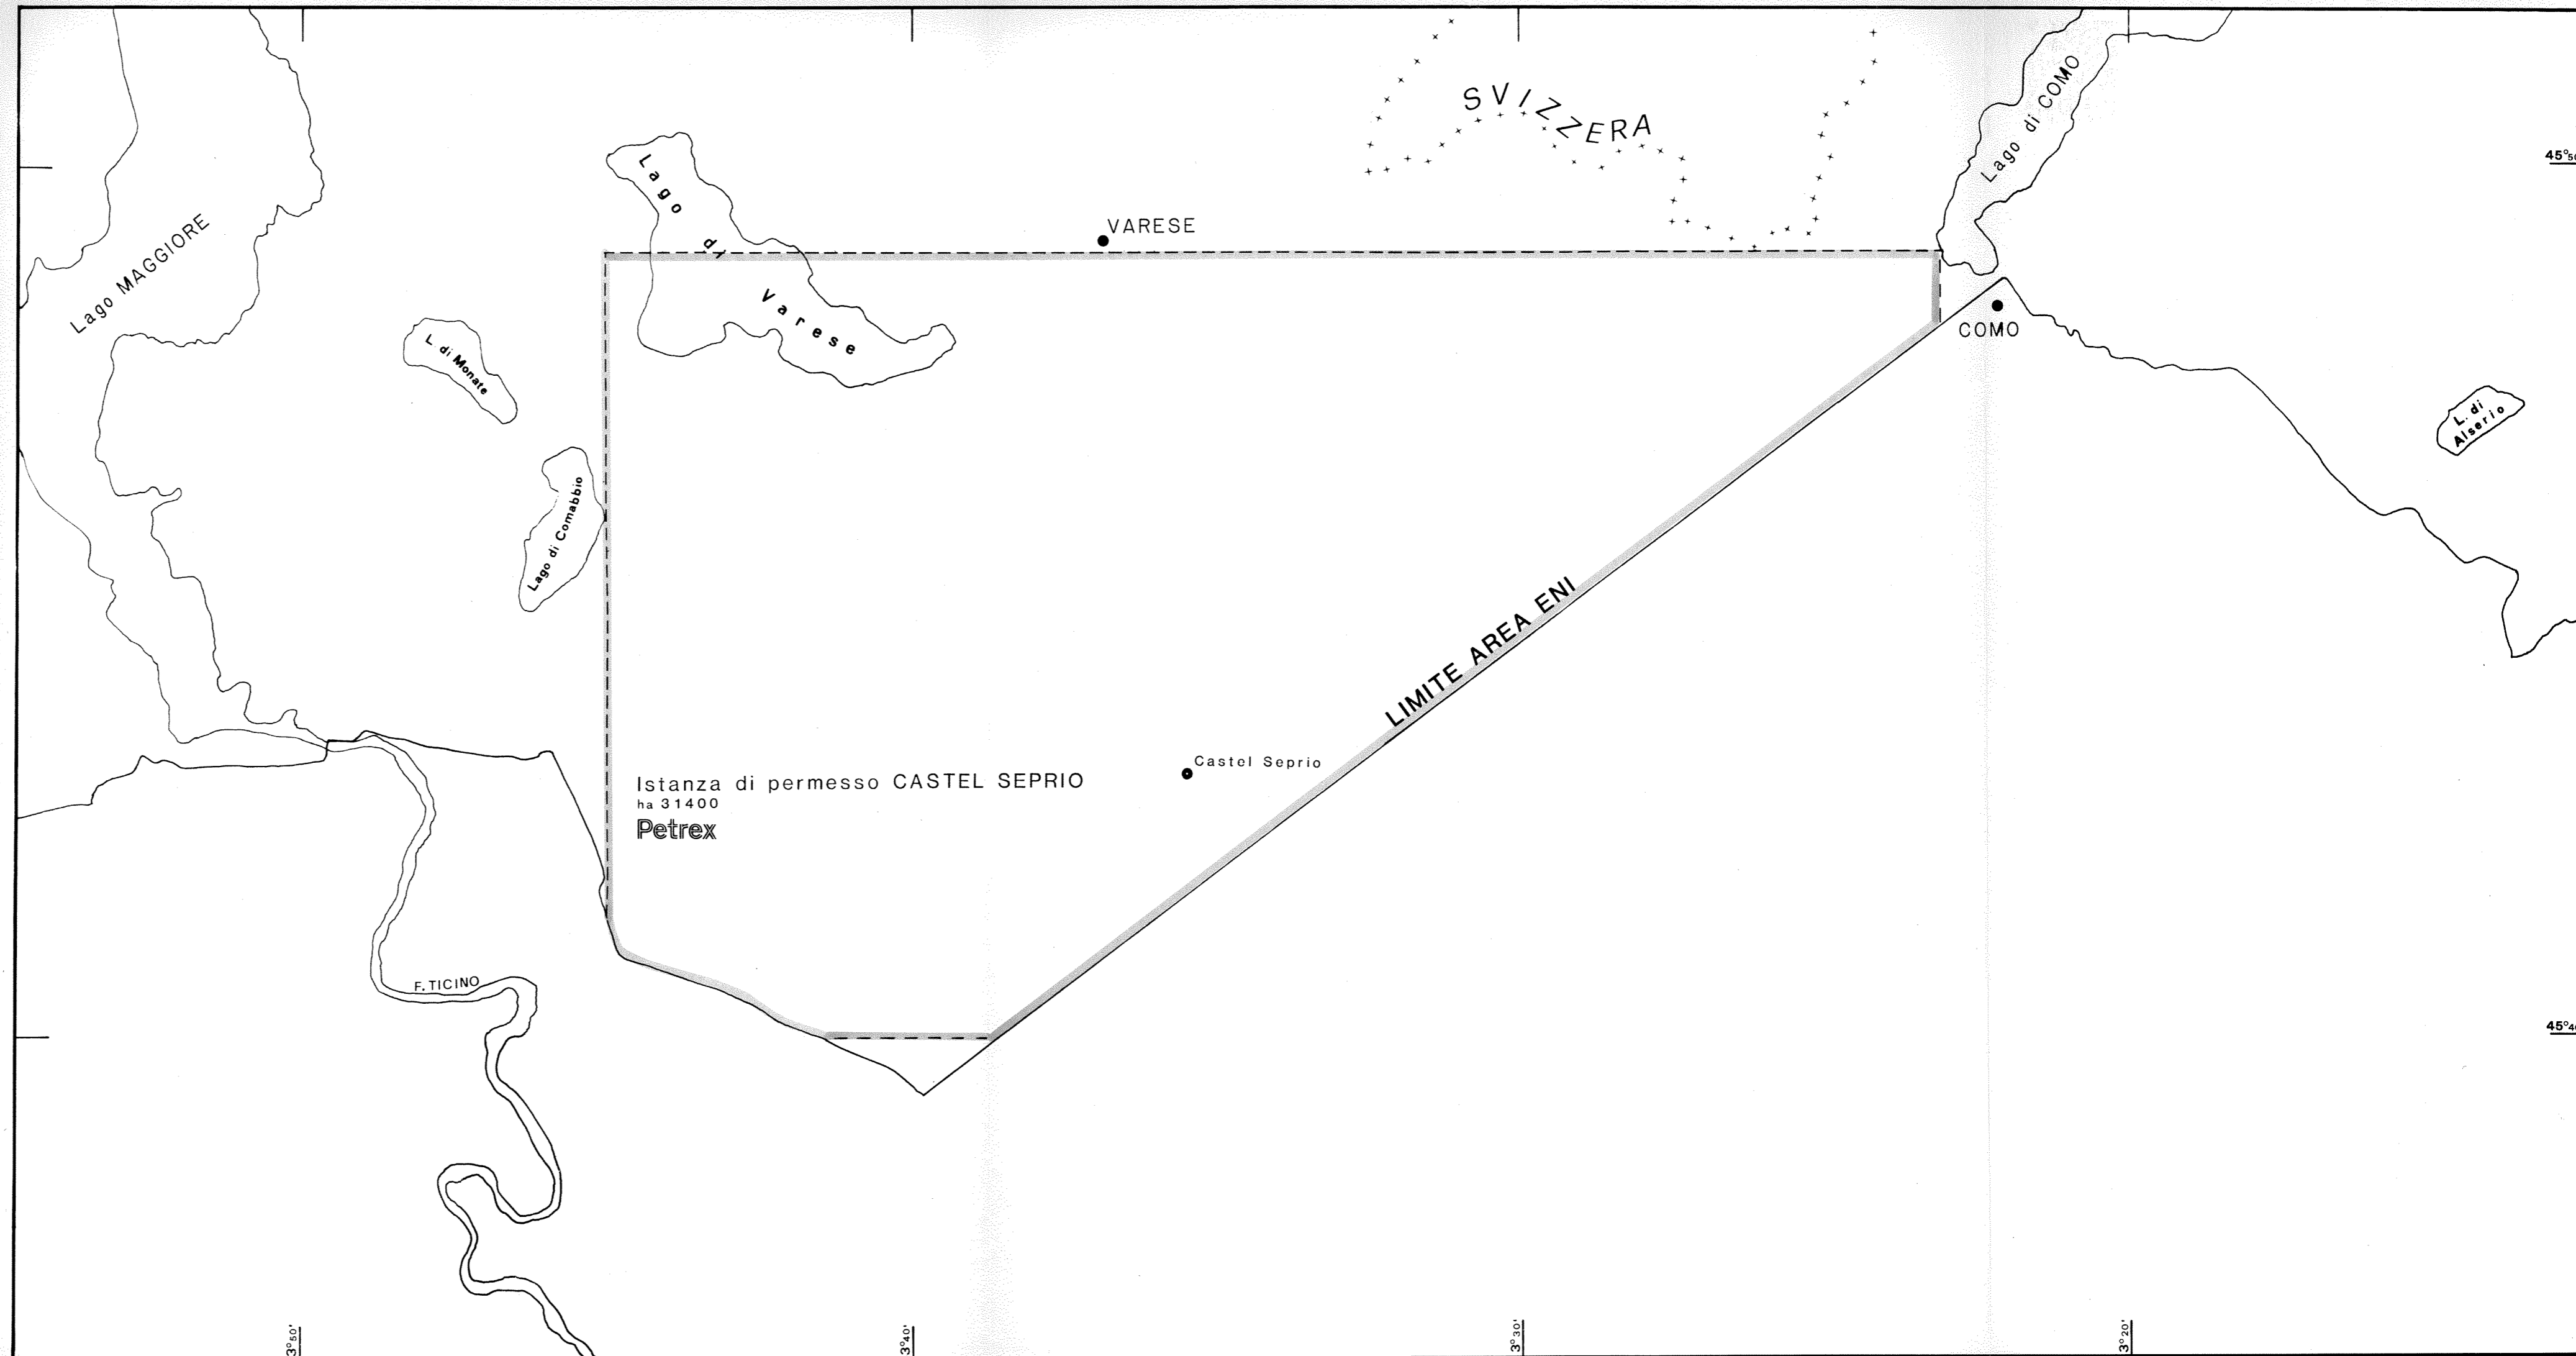 SVIZZERA
Lago di COMO
45°50
Lago di Varese
VARESE
Lago MAGGIORE
COMO
L. di Monate
L. di Alserio
Lago di Comabbio
LIMITE AREA ENI
Castel Seprio
Istanza di permesso CASTEL SEPRIO
ha 31400
Petrex
F. TICINO
45°40
3°50'
3°40'
3°30'
3°20'